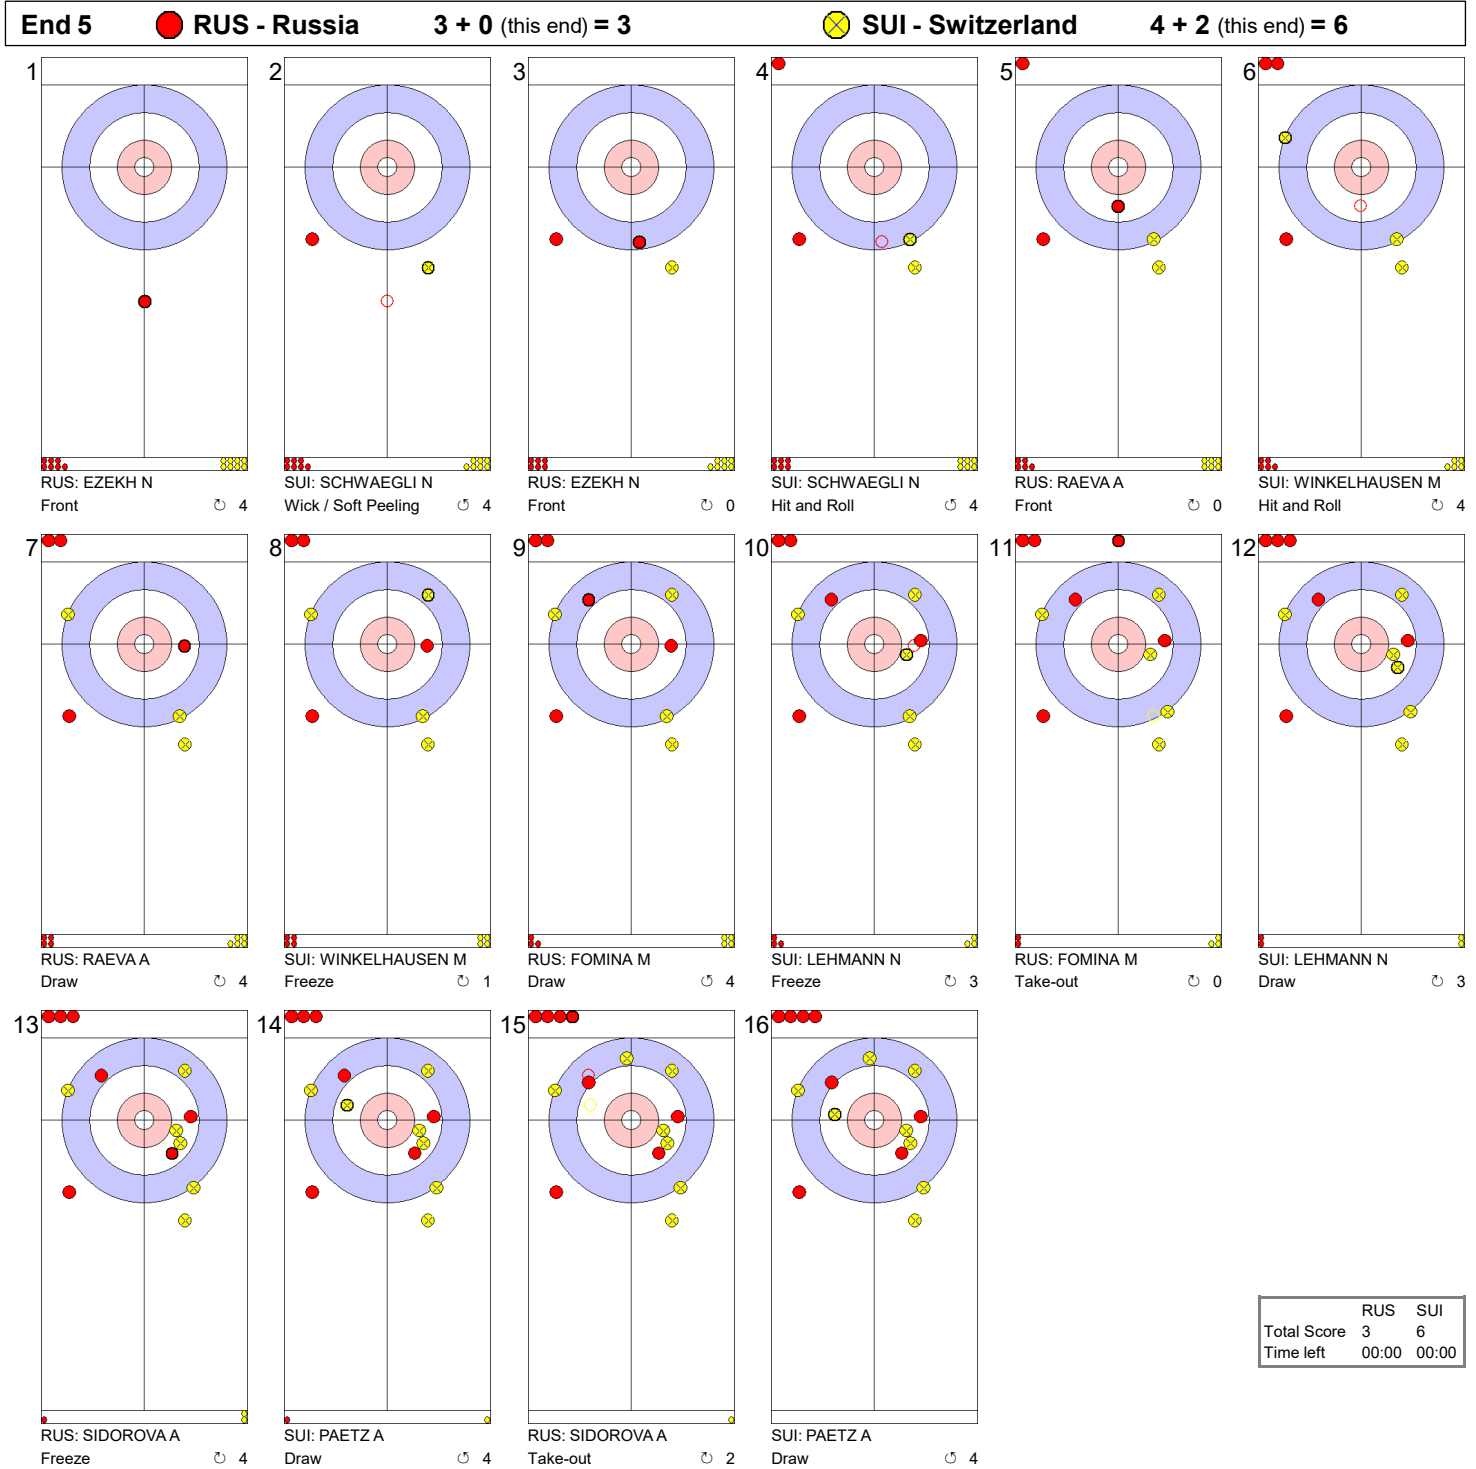 End 5 RUS - Russia 3 + 0 (this end) = 3 SUI - Switzerland 4 + 2 (this end) = 6
1 2 3 4 5 6
RUS: EZEKH N SUI: SCHWAEGLI N RUS: EZEKH N SUI: SCHWAEGLI N RUS: RAEVA A SUI: WINKELHAUSEN M
Front ↻ 4 Wick / Soft Peeling ↺ 4 Front ↻ 0 Hit and Roll ↺ 4 Front ↻ 0 Hit and Roll ↻ 4
7 8 9 10 11 12
RUS: RAEVA A SUI: WINKELHAUSEN M RUS: FOMINA M SUI: LEHMANN N RUS: FOMINA M SUI: LEHMANN N
Draw ↻ 4 Freeze ↻ 1 Draw ↺ 4 Freeze ↻ 3 Take-out ↻ 0 Draw ↻ 3
13 14 15 16
RUS SUI
Total Score 3 6
Time left 00:00 00:00
RUS: SIDOROVA A SUI: PAETZ A RUS: SIDOROVA A SUI: PAETZ A
Freeze ↻ 4 Draw ↺ 4 Take-out ↻ 2 Draw ↺ 4